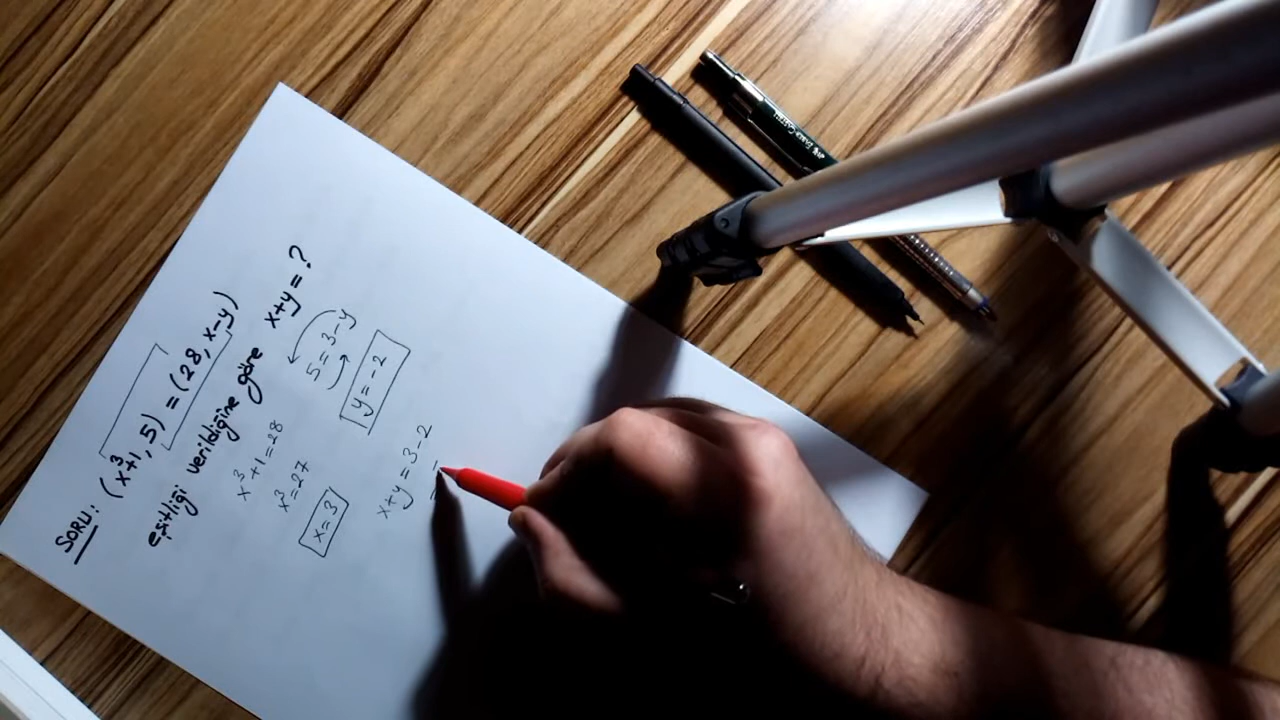 SORU: (x³+1, 5) = (28, x-y)
eşitliği verildiğine göre x+y = ?
x³+1=28
x³=27
x=3
5=3-y
y=-2
x+y=3-2
=